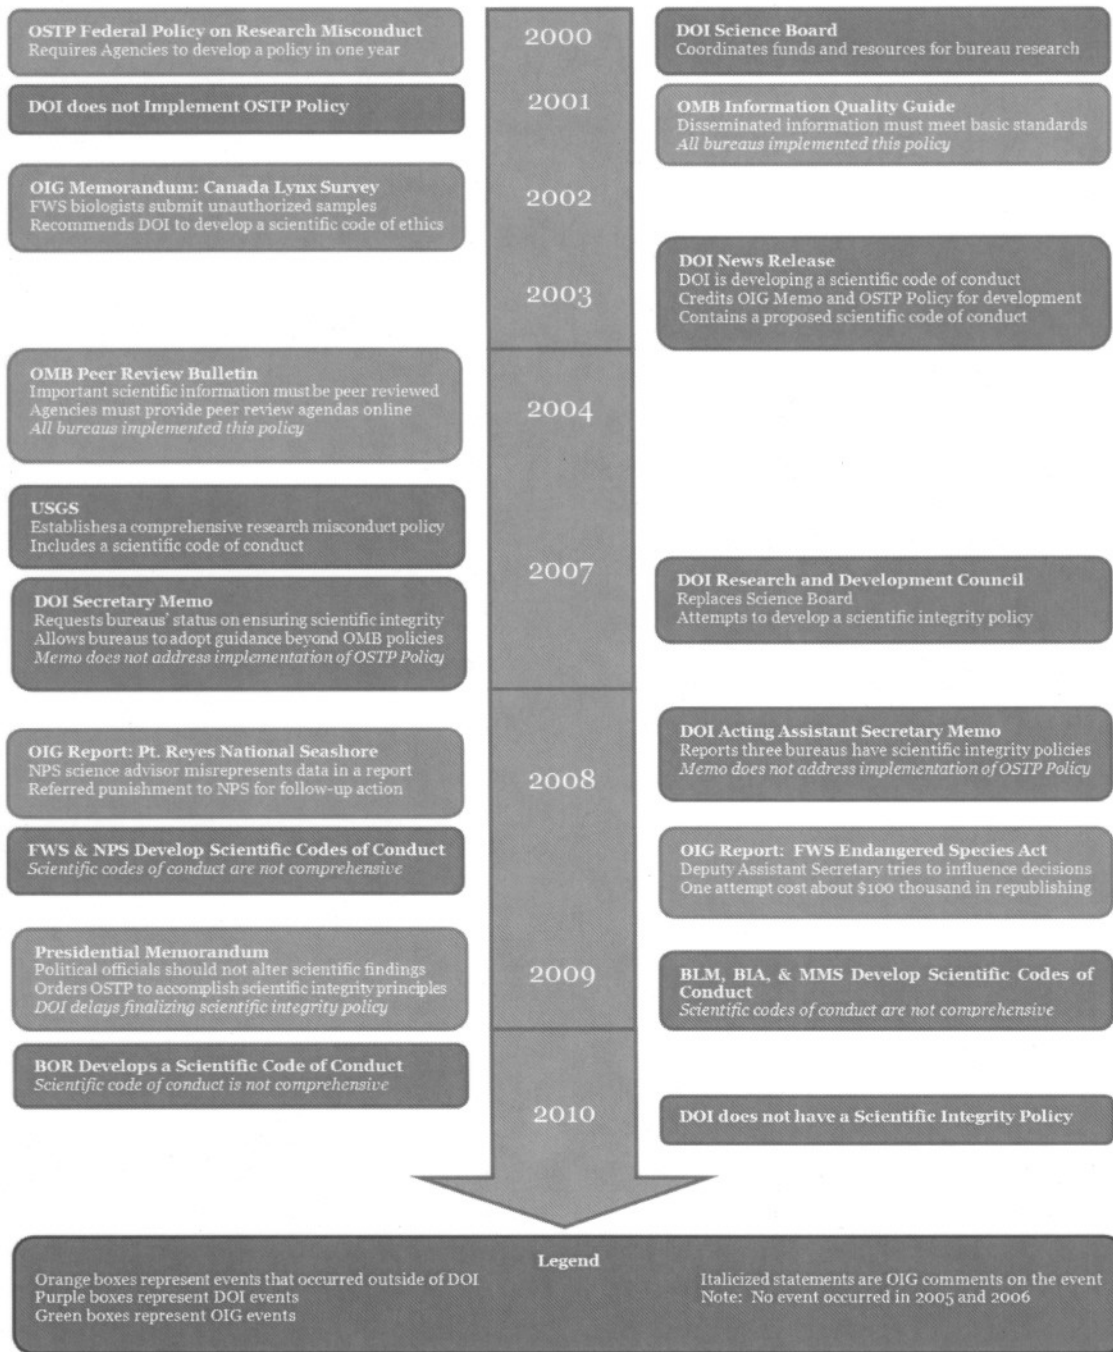 OSTP Federal Policy on Research Misconduct
Requires Agencies to develop a policy in one year
2000
DOI Science Board
Coordinates funds and resources for bureau research
DOI does not Implement OSTP Policy
2001
OMB Information Quality Guide
Disseminated information must meet basic standards
All bureaus implemented this policy
OIG Memorandum: Canada Lynx Survey
FWS biologists submit unauthorized samples
Recommends DOI to develop a scientific code of ethics
2002
DOI News Release
DOI is developing a scientific code of conduct
Credits OIG Memo and OSTP Policy for development
Contains a proposed scientific code of conduct
2003
OMB Peer Review Bulletin
Important scientific information must be peer reviewed
Agencies must provide peer review agendas online
All bureaus implemented this policy
2004
USGS
Establishes a comprehensive research misconduct policy
Includes a scientific code of conduct
2007
DOI Research and Development Council
Replaces Science Board
Attempts to develop a scientific integrity policy
DOI Secretary Memo
Requests bureaus' status on ensuring scientific integrity
Allows bureaus to adopt guidance beyond OMB policies
Memo does not address implementation of OSTP Policy
DOI Acting Assistant Secretary Memo
Reports three bureaus have scientific integrity policies
Memo does not address implementation of OSTP Policy
OIG Report: Pt. Reyes National Seashore
NPS science advisor misrepresents data in a report
Referred punishment to NPS for follow-up action
2008
FWS & NPS Develop Scientific Codes of Conduct
Scientific codes of conduct are not comprehensive
OIG Report: FWS Endangered Species Act
Deputy Assistant Secretary tries to influence decisions
One attempt cost about $100 thousand in republishing
Presidential Memorandum
Political officials should not alter scientific findings
Orders OSTP to accomplish scientific integrity principles
DOI delays finalizing scientific integrity policy
2009
BLM, BIA, & MMS Develop Scientific Codes of
Conduct
Scientific codes of conduct are not comprehensive
BOR Develops a Scientific Code of Conduct
Scientific code of conduct is not comprehensive
2010
DOI does not have a Scientific Integrity Policy
Legend
Orange boxes represent events that occurred outside of DOI
Purple boxes represent DOI events
Green boxes represent OIG events
Italicized statements are OIG comments on the event
Note: No event occurred in 2005 and 2006